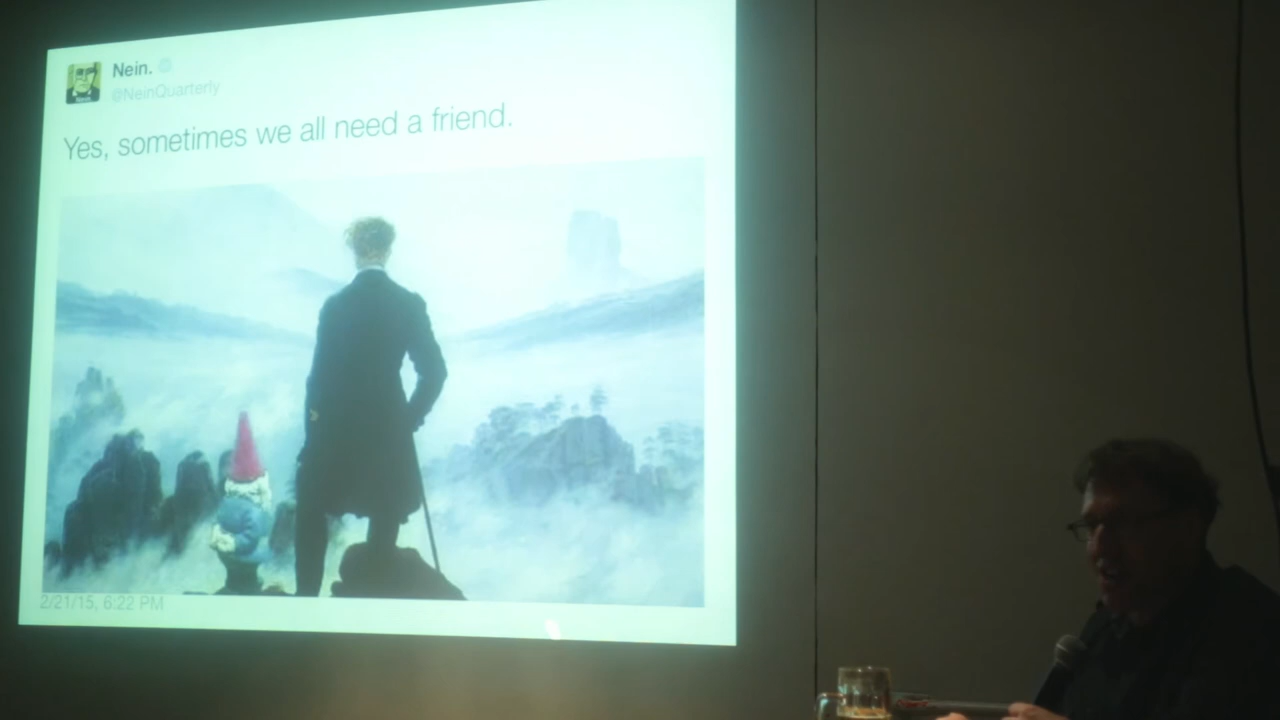 Nein.
@NeinQuarterly
Yes, sometimes we all need a friend.
2/21/15, 6:22 PM